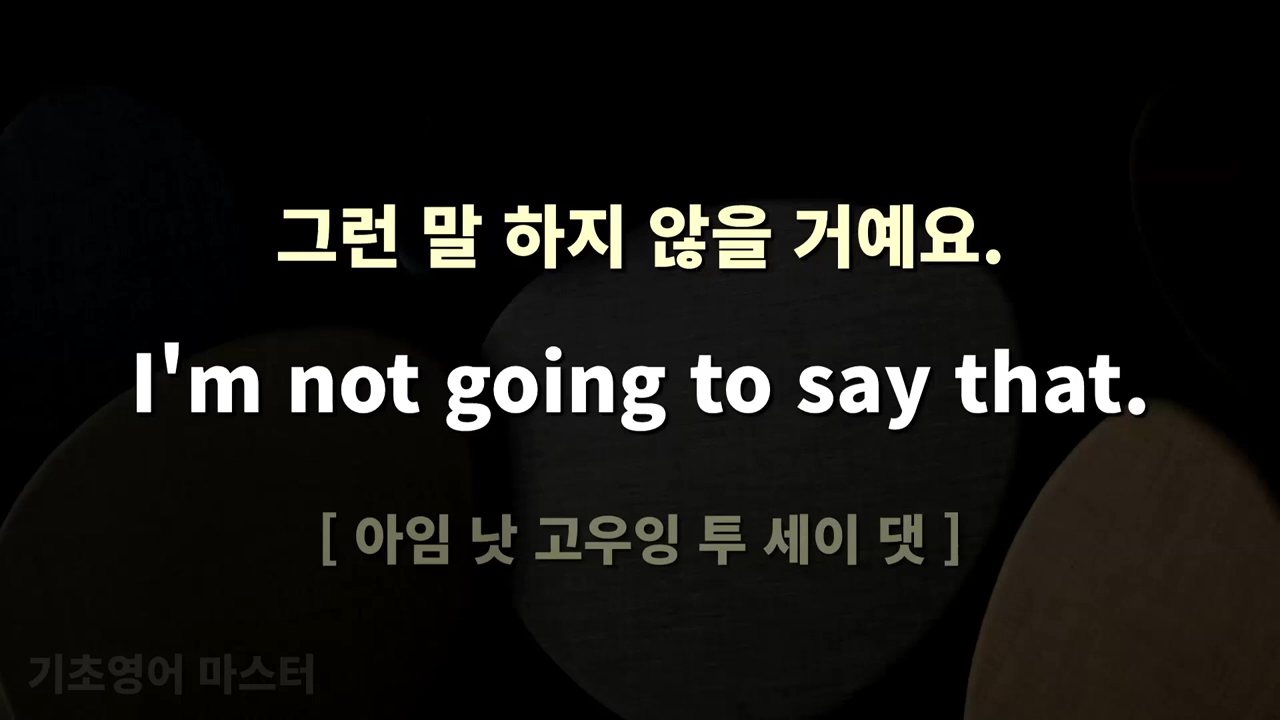 그런 말 하지 않을 거예요.
I'm not going to say that.
[ 아임 낫 고우잉 투 세이 댓 ]
기초영어 마스터